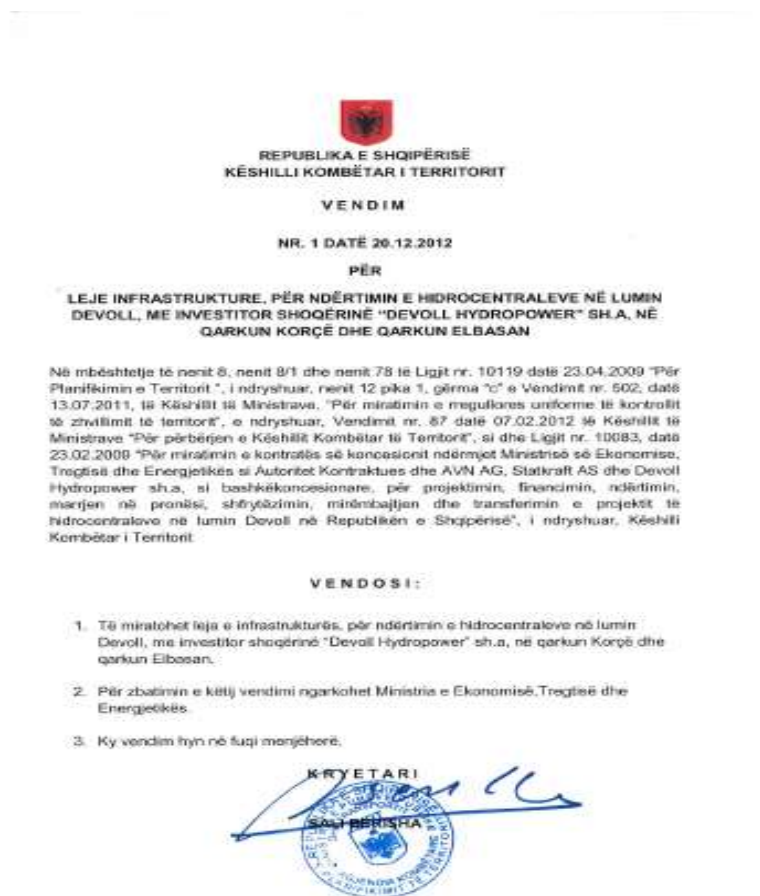 REPUBLIKA E SHQIPËRISË
KËSHILLI KOMBËTAR I TERRITORIT
VENDIM
NR. 1 DATË 20.12.2012
PËR
LEJE INFRASTRUKTURE, PËR NDËRTIMIN E HIDROCENTRALEVE NË LUMIN
DEVOLL, ME INVESTITOR SHOQËRINË “DEVOLL HYDROPOWER” SH.A, NË
QARKUN KORÇË DHE QARKUN ELBASAN
Në mbështetje të nenit 8, nenit 8/1 dhe nenit 78 të Ligjit nr. 10119 datë 23.04.2009 “Për
Planifikimin e Territorit ”, i ndryshuar, nenit 12 pika 1, gërma “c” e Vendimit nr. 502, datë
13.07.2011, të Këshillit të Ministrave, “Për miratimin e rregullores uniforme të kontrollit
të zhvillimit të territorit”, e ndryshuar, Vendimit nr. 87 datë 07.02.2012 të Këshillit të
Ministrave “Për përbërjen e Këshillit Kombëtar të Territorit”, si dhe Ligjit nr. 10083, datë
23.02.2009 “Për miratimin e kontratës së koncesionit ndërmjet Ministrisë së Ekonomise,
Tregtisë dhe Energjetikës si Autoritet Kontraktues dhe AVN AG, Statkraft AS dhe Devoll
Hydropower sh.a, si bashkëkoncesionare, për projektimin, financimin, ndërtimin,
marrjen në pronësi, shfrytëzimin, mirëmbajtjen dhe transferimin e projektit të
hidrocentraleve në lumin Devoll në Republikën e Shqipërisë”, i ndryshuar, Këshilli
Kombëtar i Territorit
VENDOSI:
1. Të miratohet leja e infrastrukturës, për ndërtimin e hidrocentraleve në lumin
Devoll, me investitor shoqërinë “Devoll Hydropower” sh.a, në qarkun Korçë dhe
qarkun Elbasan.
2. Për zbatimin e këtij vendimi ngarkohet Ministria e Ekonomisë,Tregtisë dhe
Energjetikës.
3. Ky vendim hyn në fuqi menjëherë.
KRYETARI
SALI BERISHA
AGJENCIA KOMBËTARE
PLANIFIKIMIT TË TERRITORIT